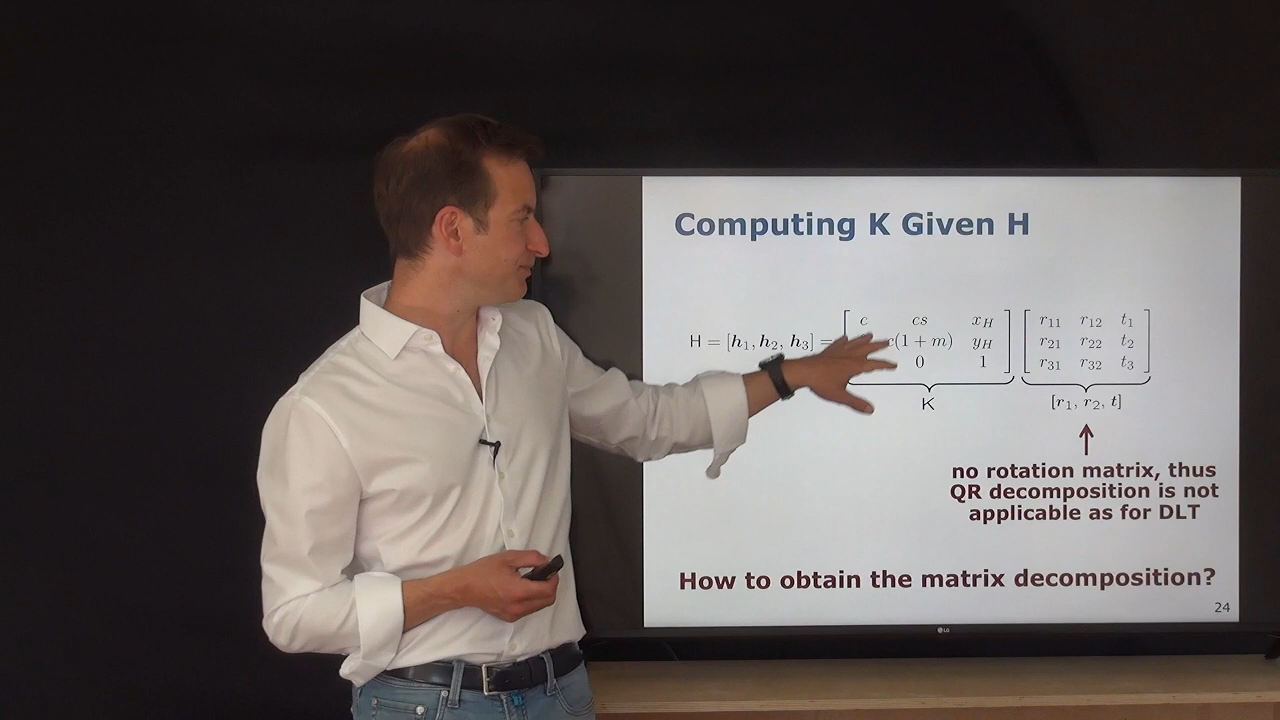 Computing K Given H
H = [h₁, h₂, h₃] =
c cs x_H
c(1 + m) y_H
0 1
r₁₁ r₁₂ t₁
r₂₁ r₂₂ t₂
r₃₁ r₃₂ t₃
K
[r₁, r₂, t]
no rotation matrix, thus
QR decomposition is not
applicable as for DLT
How to obtain the matrix decomposition?
24
LG